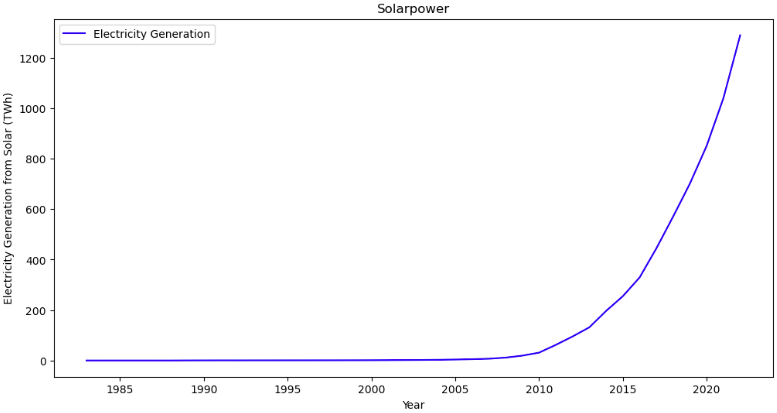 Solarpower
Electricity Generation
Electricity Generation from Solar (TWh)
1200
1000
800
600
400
200
0
1985 1990 1995 2000 2005 2010 2015 2020
Year